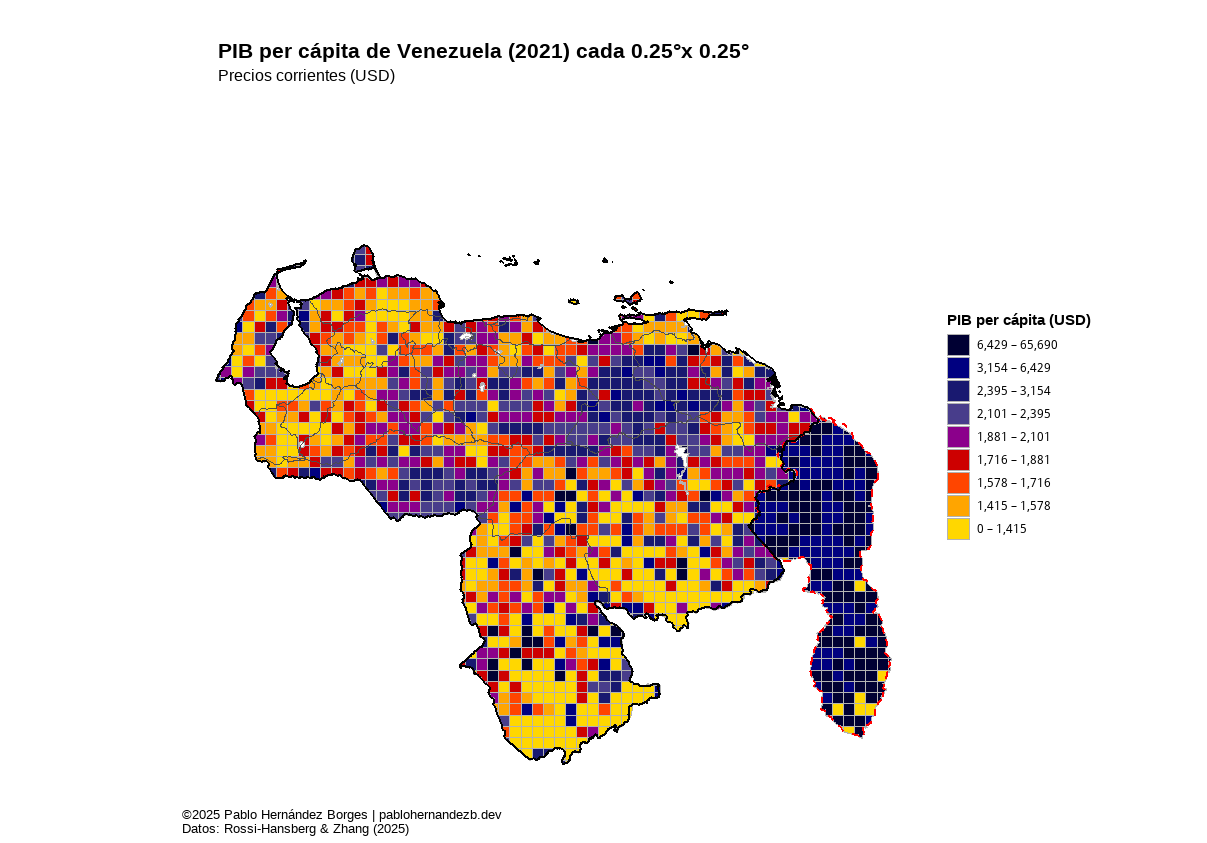 PIB per cápita de Venezuela (2021) cada 0.25°x 0.25°
Precios corrientes (USD)
PIB per cápita (USD)
6,429 – 65,690
3,154 – 6,429
2,395 – 3,154
2,101 – 2,395
1,881 – 2,101
1,716 – 1,881
1,578 – 1,716
1,415 – 1,578
0 – 1,415
©2025 Pablo Hernández Borges | pablohernandezb.dev
Datos: Rossi-Hansberg & Zhang (2025)